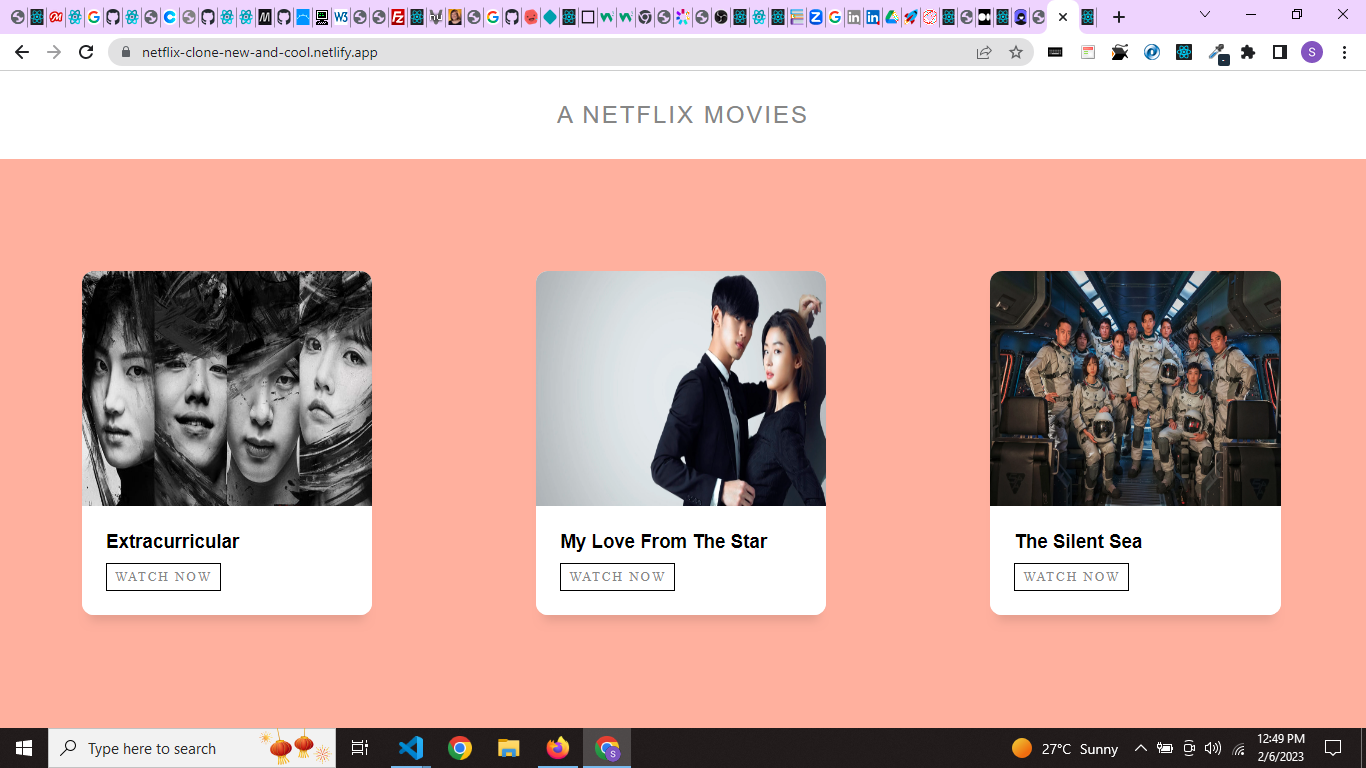 netflix-clone-new-and-cool.netlify.app
A NETFLIX MOVIES
Extracurricular
WATCH NOW
My Love From The Star
WATCH NOW
The Silent Sea
WATCH NOW
Type here to search
27°C Sunny
12:49 PM
2/6/2023